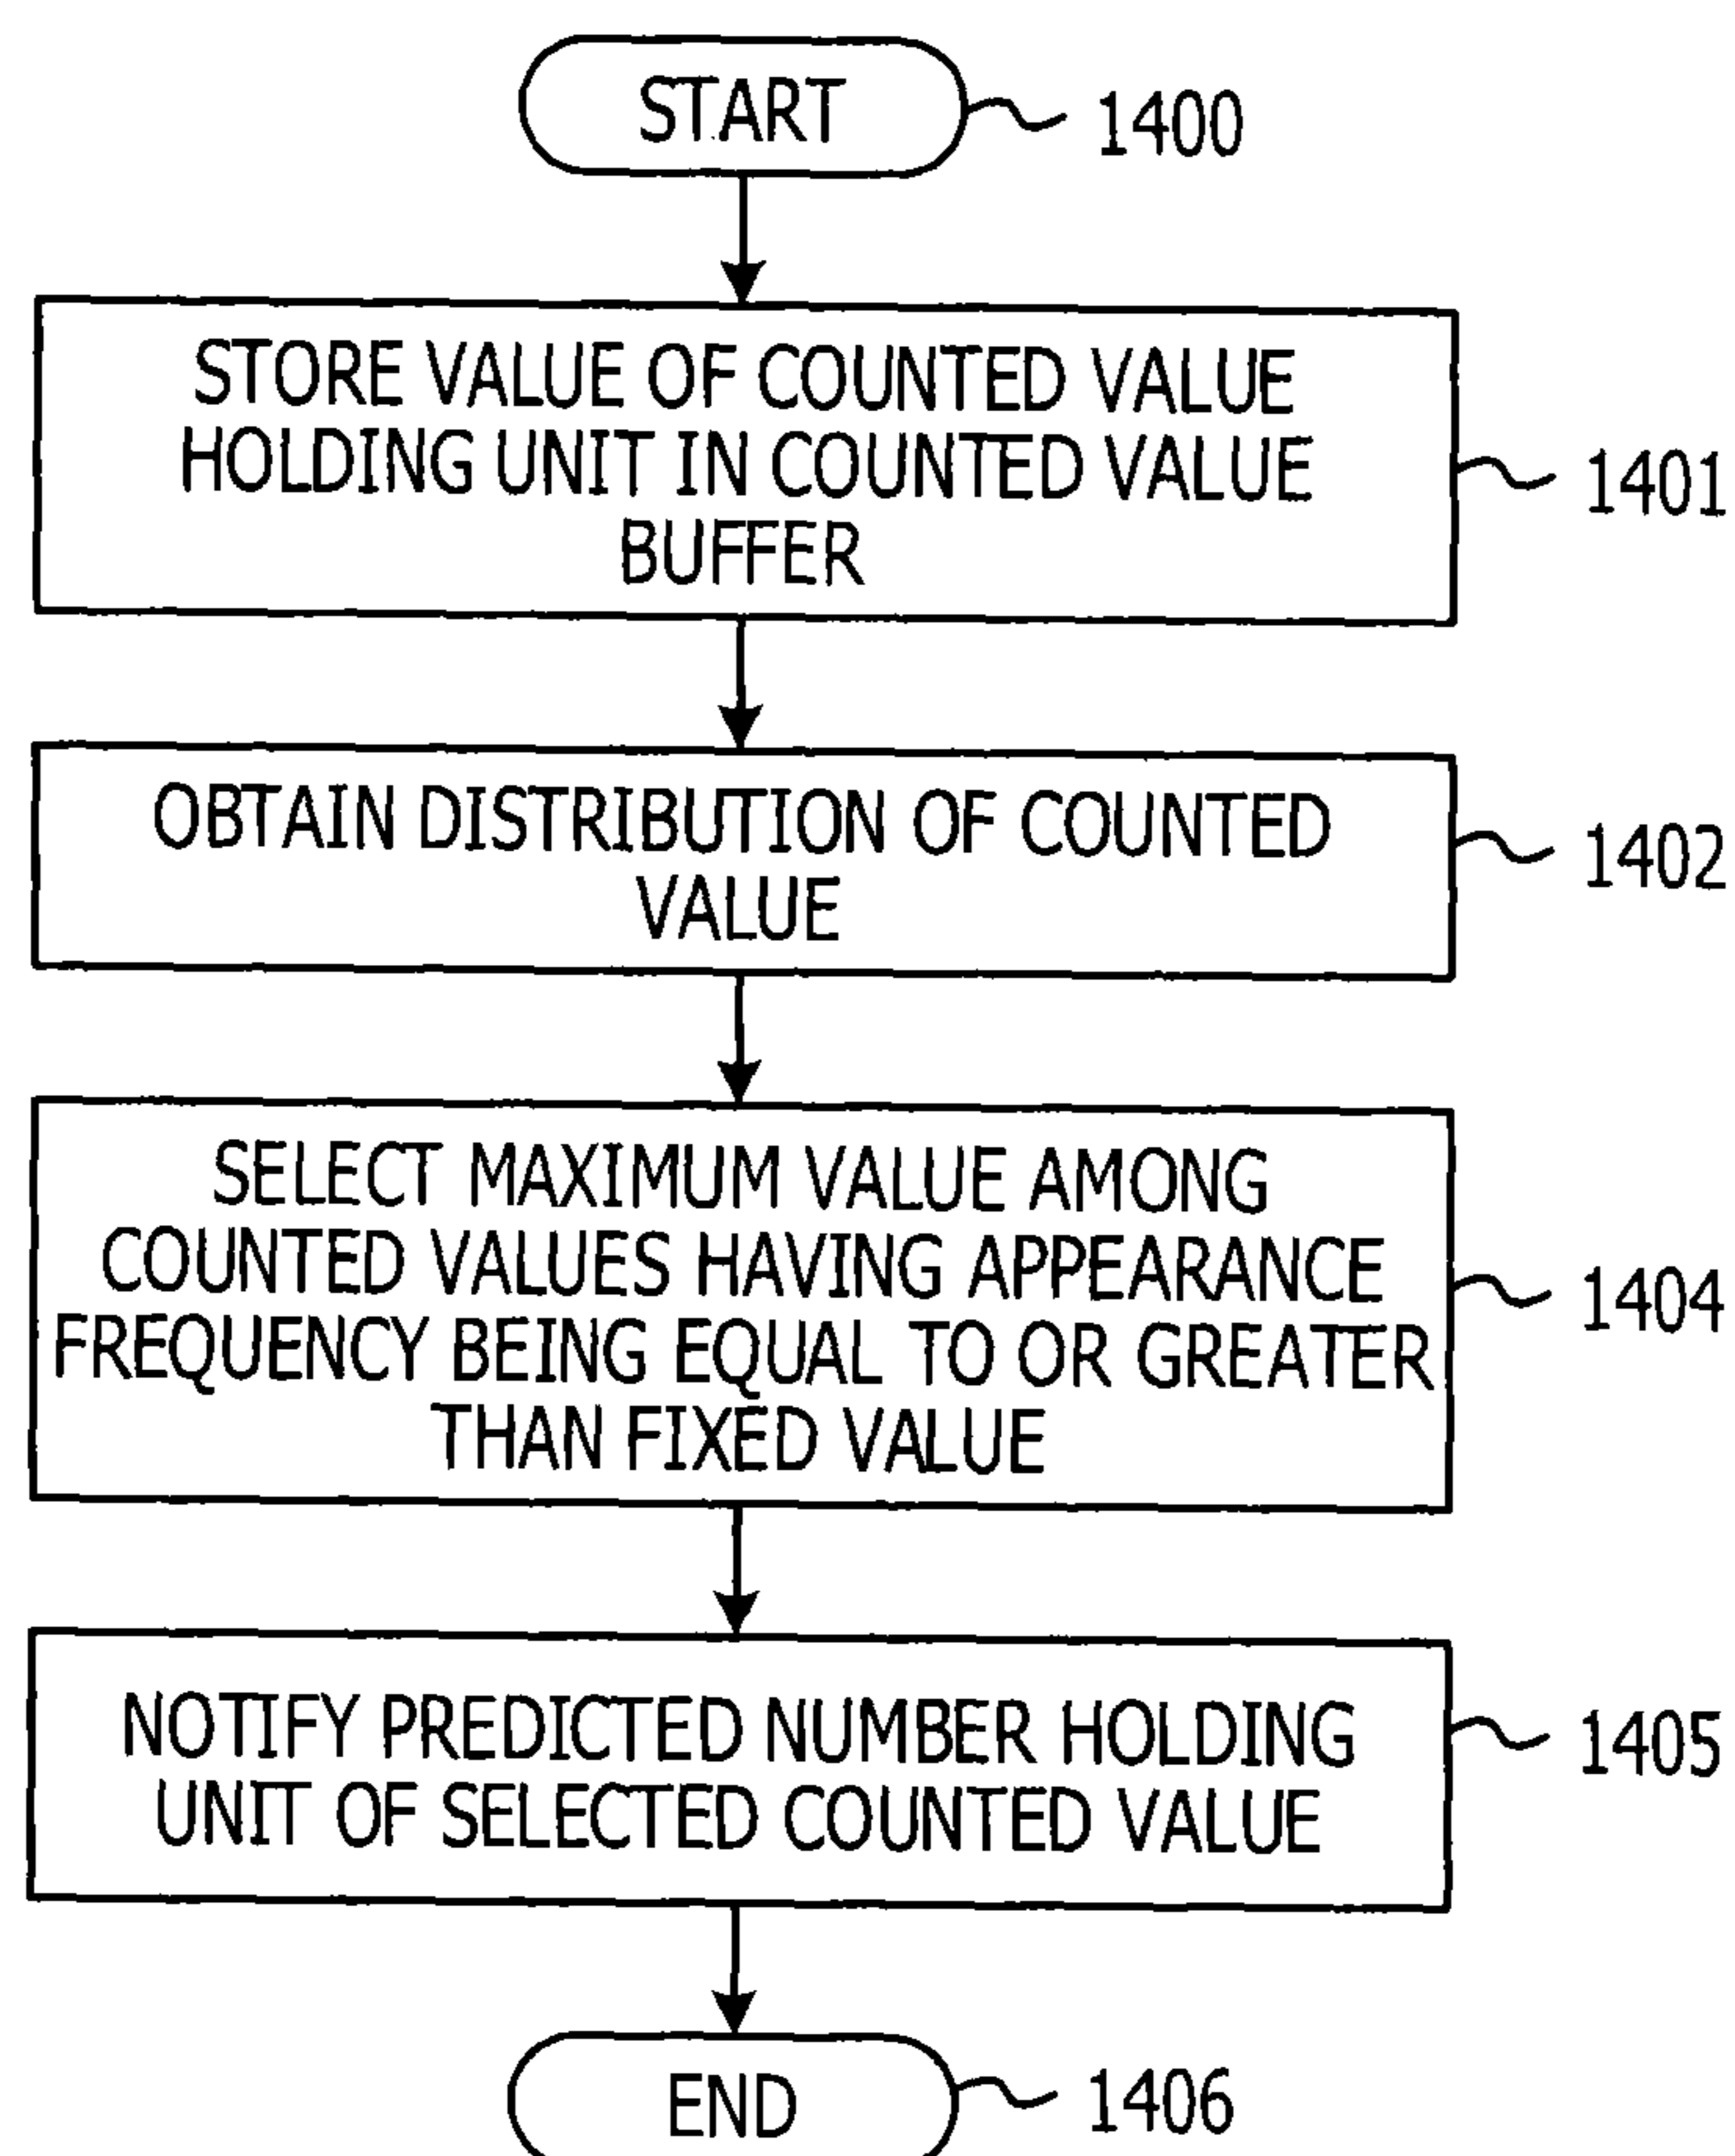 START
1400
STORE VALUE OF COUNTED VALUE
HOLDING UNIT IN COUNTED VALUE
BUFFER
1401
OBTAIN DISTRIBUTION OF COUNTED
VALUE
1402
SELECT MAXIMUM VALUE AMONG
COUNTED VALUES HAVING APPEARANCE
FREQUENCY BEING EQUAL TO OR GREATER
THAN FIXED VALUE
1404
NOTIFY PREDICTED NUMBER HOLDING
UNIT OF SELECTED COUNTED VALUE
1405
END
1406